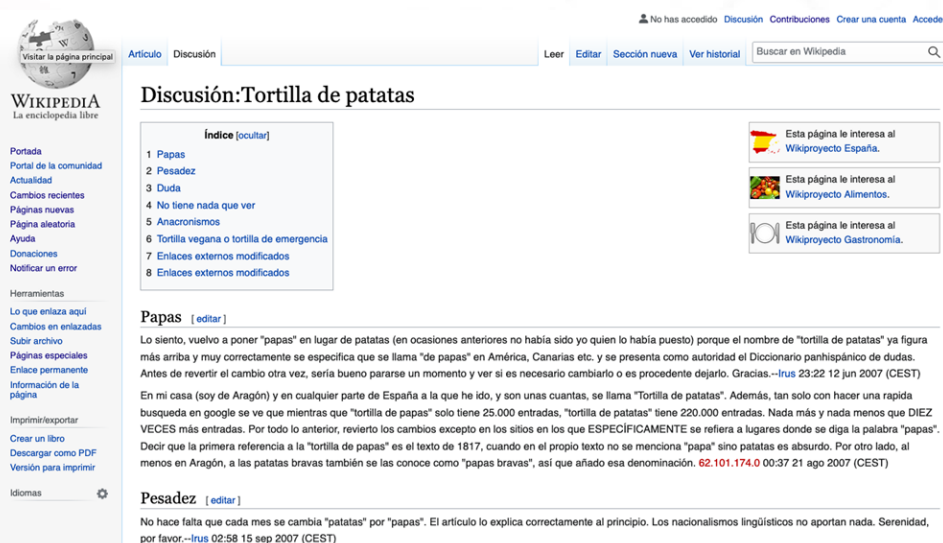 No has accedido Discusión Contribuciones Crear una cuenta Accede
Visitar la página principal
WIKIPEDIA
La enciclopedia libre
Artículo Discusión
Leer Editar Sección nueva Ver historial Buscar en Wikipedia
Discusión:Tortilla de patatas
Índice [ocultar]
1 Papas
2 Pesadez
3 Duda
4 No tiene nada que ver
5 Anacronismos
6 Tortilla vegana o tortilla de emergencia
7 Enlaces externos modificados
8 Enlaces externos modificados
Esta página le interesa al
Wikiproyecto España.
Esta página le interesa al
Wikiproyecto Alimentos.
Esta página le interesa al
Wikiproyecto Gastronomía.
Portada
Portal de la comunidad
Actualidad
Cambios recientes
Páginas nuevas
Página aleatoria
Ayuda
Donaciones
Notificar un error
Herramientas
Lo que enlaza aquí
Cambios en enlazadas
Subir archivo
Páginas especiales
Enlace permanente
Información de la
página
Imprimir/exportar
Crear un libro
Descargar como PDF
Versión para imprimir
Idiomas
Papas [ editar ]
Lo siento, vuelvo a poner "papas" en lugar de patatas (en ocasiones anteriores no había sido yo quien lo había puesto) porque el nombre de "tortilla de patatas" ya figura
más arriba y muy correctamente se especifica que se llama "de papas" en América, Canarias etc. y se presenta como autoridad el Diccionario panhispánico de dudas.
Antes de revertir el cambio otra vez, sería bueno pararse un momento y ver si es necesario cambiarlo o es procedente dejarlo. Gracias.--Irus 23:22 12 jun 2007 (CEST)
En mi casa (soy de Aragón) y en cualquier parte de España a la que he ido, y son unas cuantas, se llama "Tortilla de patatas". Además, tan solo con hacer una rapida
busqueda en google se ve que mientras que "tortilla de papas" solo tiene 25.000 entradas, "tortilla de patatas" tiene 220.000 entradas. Nada más y nada menos que DIEZ
VECES más entradas. Por todo lo anterior, revierto los cambios excepto en los sitios en los que ESPECÍFICAMENTE se refiera a lugares donde se diga la palabra "papas".
Decir que la primera referencia a la "tortilla de papas" es el texto de 1817, cuando en el propio texto no se menciona "papa" sino patatas es absurdo. Por otro lado, al
menos en Aragón, a las patatas bravas también se las conoce como "papas bravas", así que añado esa denominación. 62.101.174.0 00:37 21 ago 2007 (CEST)
Pesadez [ editar ]
No hace falta que cada mes se cambia "patatas" por "papas". El artículo lo explica correctamente al principio. Los nacionalismos lingüísticos no aportan nada. Serenidad,
por favor.--Irus 02:58 15 sep 2007 (CEST)